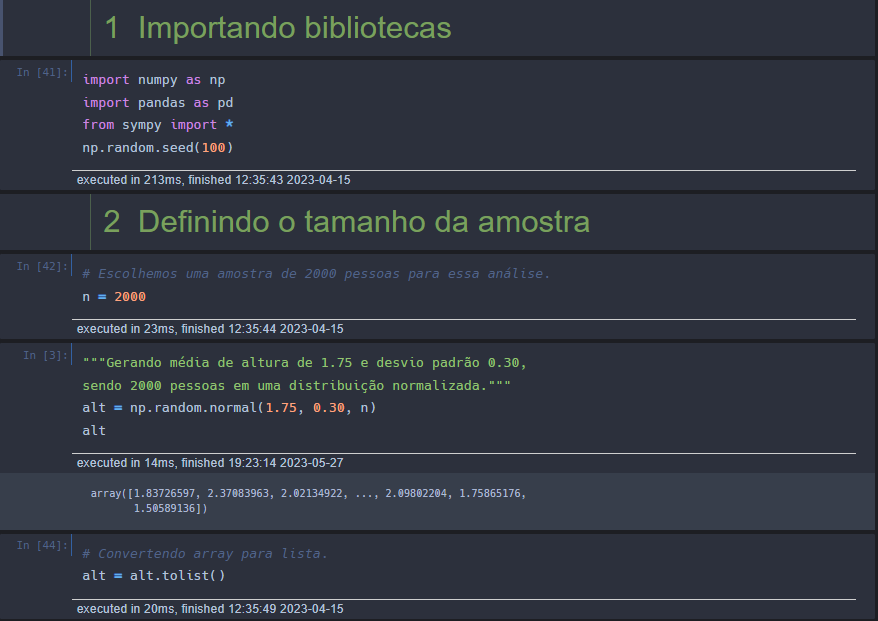 1 Importando bibliotecas
In [41]:
import numpy as np
import pandas as pd
from sympy import *
np.random.seed(100)
executed in 213ms, finished 12:35:43 2023-04-15
2 Definindo o tamanho da amostra
In [42]:
# Escolhemos uma amostra de 2000 pessoas para essa análise.
n = 2000
executed in 23ms, finished 12:35:44 2023-04-15
In [3]:
"""Gerando média de altura de 1.75 e desvio padrão 0.30,
sendo 2000 pessoas em uma distribuição normalizada."""
alt = np.random.normal(1.75, 0.30, n)
alt
executed in 14ms, finished 19:23:14 2023-05-27
array([1.83726597, 2.37083963, 2.02134922, ..., 2.09802204, 1.75865176,
1.50589136])
In [44]:
# Convertendo array para lista.
alt = alt.tolist()
executed in 20ms, finished 12:35:49 2023-04-15